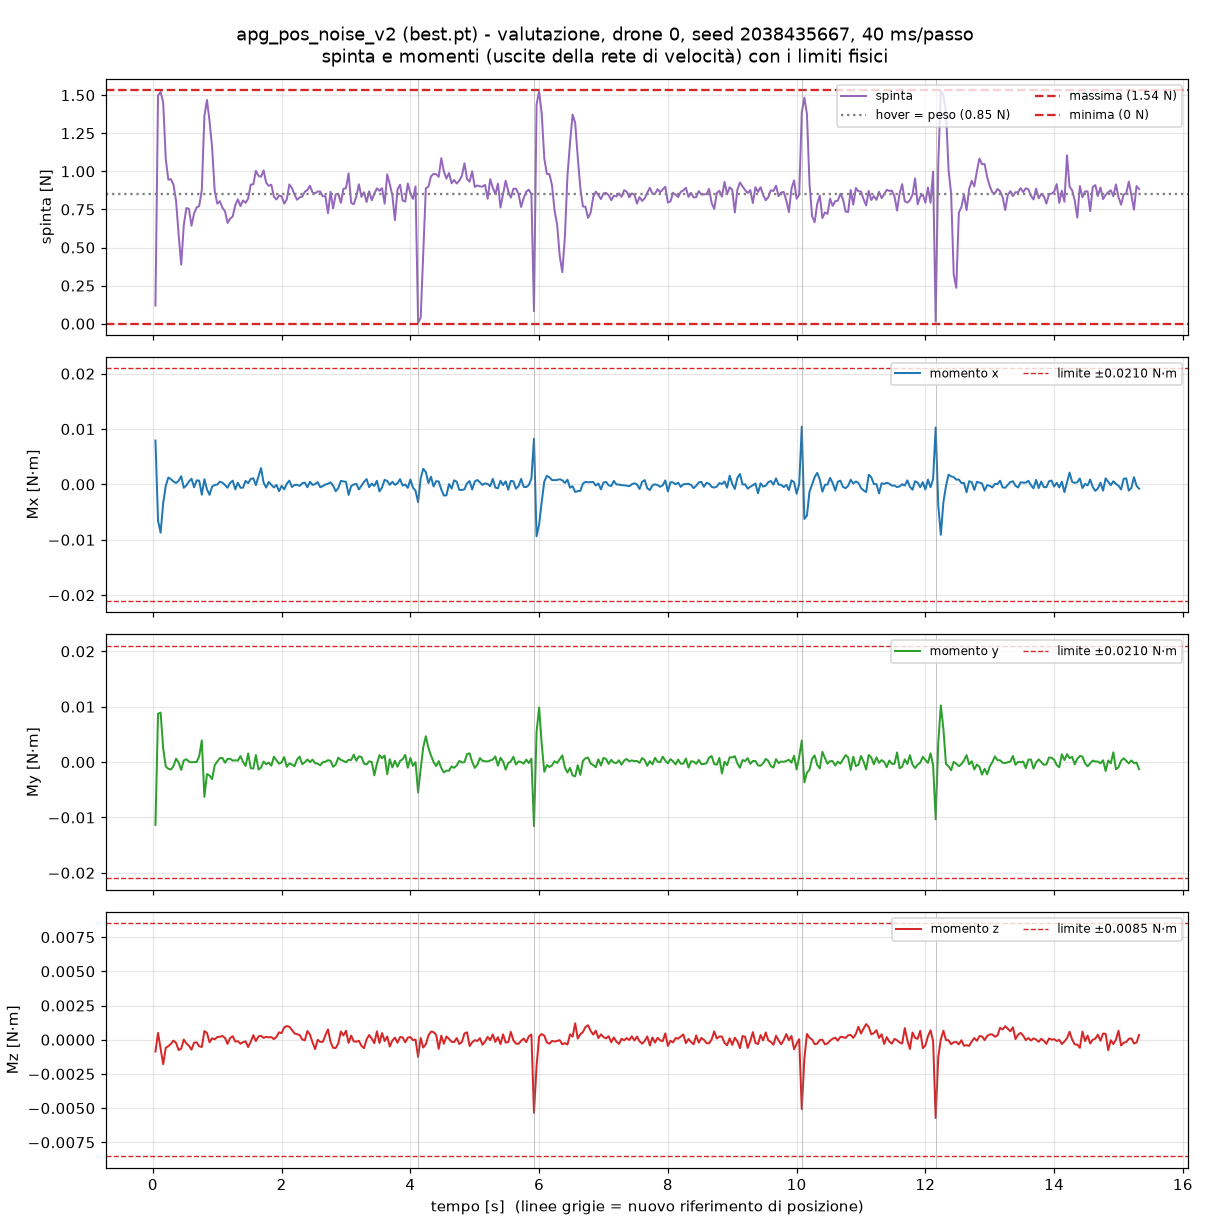 apg_pos_noise_v2 (best.pt) - valutazione, drone 0, seed 2038435667, 40 ms/passo
spinta e momenti (uscite della rete di velocità) con i limiti fisici
spinta [N]
1.50
1.25
1.00
0.75
0.50
0.25
0.00
spinta
hover = peso (0.85 N)
massima (1.54 N)
minima (0 N)
Mx [N·m]
0.02
0.01
0.00
−0.01
−0.02
momento x
limite ±0.0210 N·m
My [N·m]
0.02
0.01
0.00
−0.01
−0.02
momento y
limite ±0.0210 N·m
Mz [N·m]
0.0075
0.0050
0.0025
0.0000
−0.0025
−0.0050
−0.0075
momento z
limite ±0.0085 N·m
0 2 4 6 8 10 12 14 16
tempo [s]  (linee grigie = nuovo riferimento di posizione)